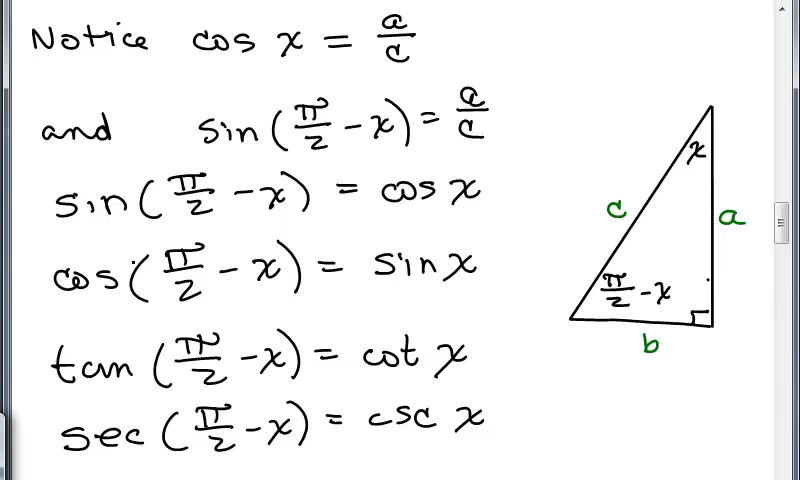 Notice cos x = a/c
and sin(π/2 - x) = a/c
sin(π/2 - x) = cos x
cos(π/2 - x) = sin x
tan(π/2 - x) = cot x
sec(π/2 - x) = csc x
x
c
a
π/2 - x
b